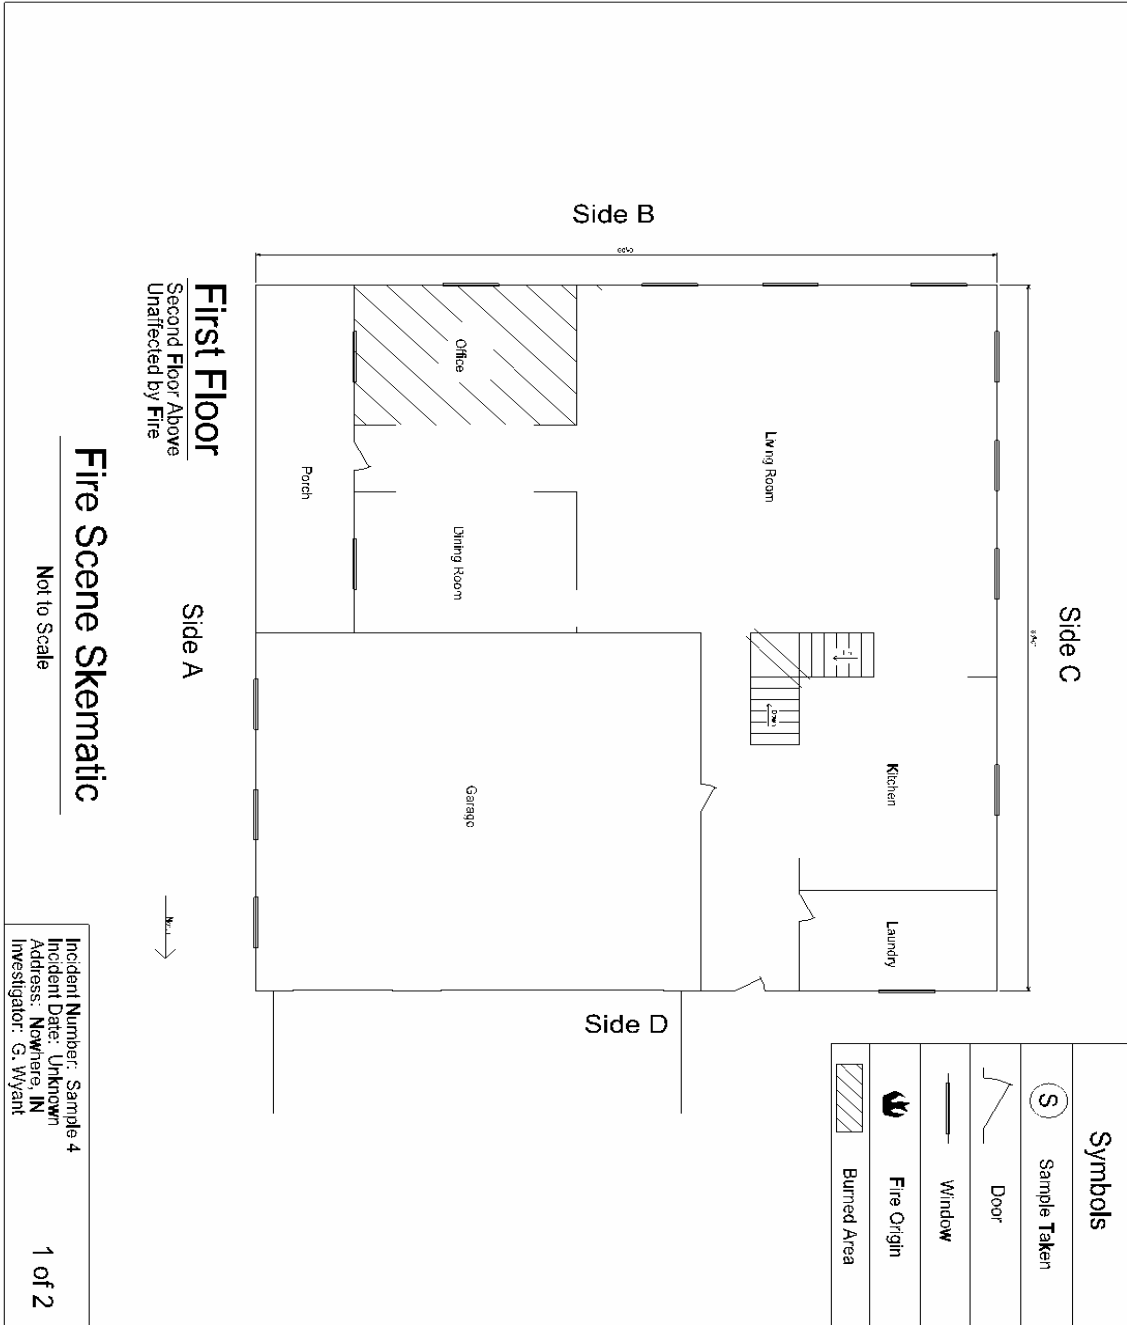 Symbols
Sample Taken
S
Door
Window
Fire Origin
Burned Area
Side C
Side B
Living Room
Kitchen
Laundry
Office
Dining Room
Garage
Porch
Down
Side D
Side A
First Floor
Second Floor Above
Unaffected by Fire
Fire Scene Skematic
Not to Scale
Incident Number: Sample 4
Incident Date: Unknown
Address: Nowhere, IN
Investigator: G. Wyant
1 of 2